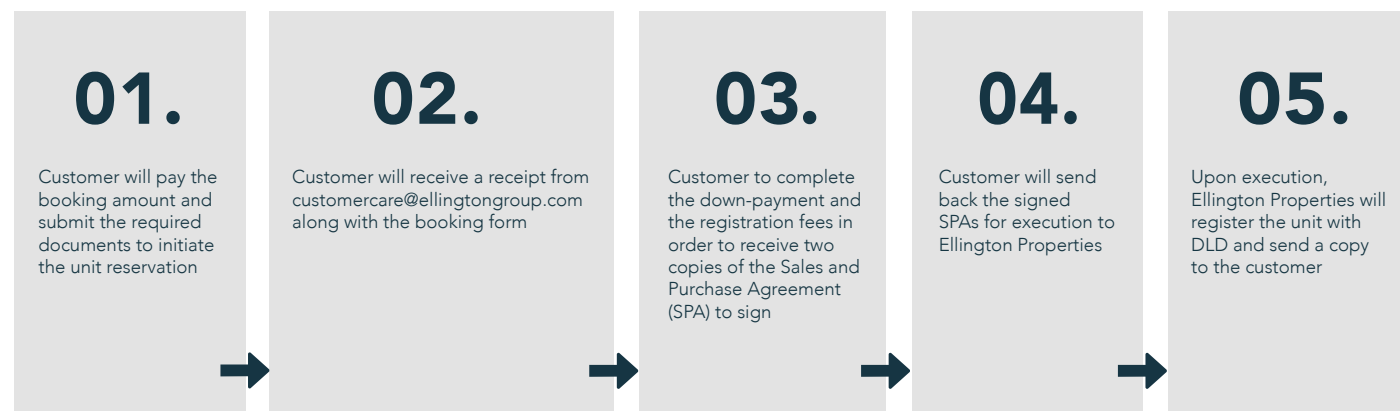 01.
Customer will pay the
booking amount and
submit the required
documents to initiate
the unit reservation
02.
Customer will receive a receipt from
customercare@ellingtongroup.com
along with the booking form
03.
Customer to complete
the down-payment and
the registration fees in
order to receive two
copies of the Sales and
Purchase Agreement
(SPA) to sign
04.
Customer will send
back the signed
SPAs for execution to
Ellington Properties
05.
Upon execution,
Ellington Properties will
register the unit with
DLD and send a copy
to the customer